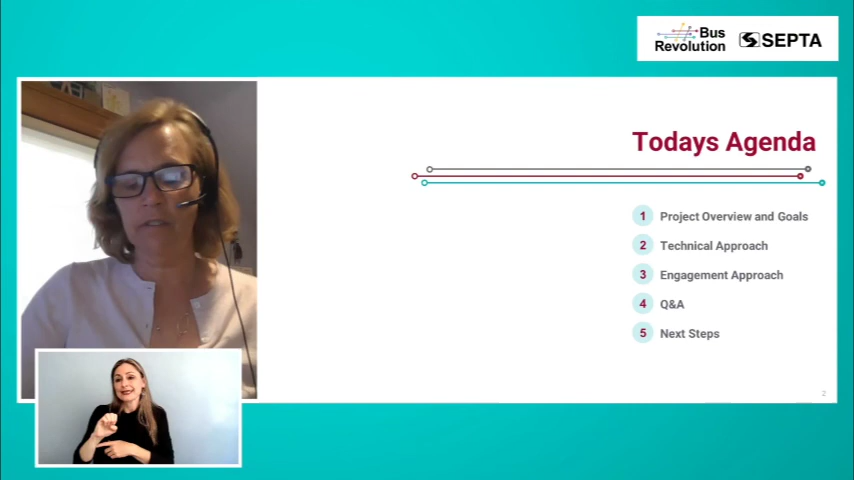 Bus
Revolution
SEPTA
Todays Agenda
1 Project Overview and Goals
2 Technical Approach
3 Engagement Approach
4 Q&A
5 Next Steps
2